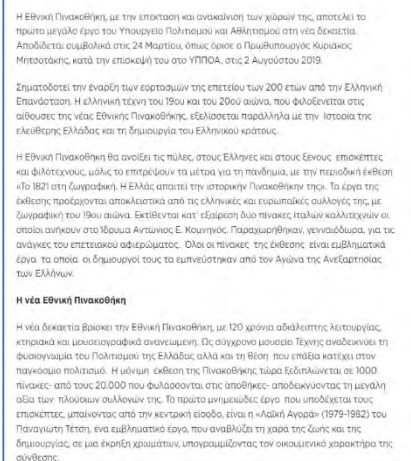 Η Εθνική Πινακοθήκη, με την επέκταση και ανακαίνιση των χώρων της, αποτελεί το
πρώτο μεγάλο έργο του Υπουργείο Πολιτισμού και Αθλητισμού στη νέα δεκαετία.
Αποδίδεται συμβολικά στις 24 Μαρτίου, όπως όρισε ο Πρωθυπουργός Κυριάκος
Μητσοτάκης, κατά την επίσκεψή του στο ΥΠΠΟΑ, στις 2 Αυγούστου 2019.
Σηματοδοτεί την έναρξη των εορτασμών της επετείου των 200 ετών από την Ελληνική
Επανάσταση. Η ελληνική τέχνη του 19ου και του 20ού αιώνα, που φιλοξενείται στις
αίθουσες της νέας Εθνικής Πινακοθήκης, εξελίσσεται παράλληλα με την Ιστορία της
ελεύθερης Ελλάδας και τη δημιουργία του Ελληνικού κράτους.
Η Εθνική Πινακοθήκη θα ανοίξει τις πύλες, στους Έλληνες και στους ξένους επισκέπτες
και φιλότεχνους, μόλις το επιτρέψουν τα μέτρα για τη πανδημία, με την περιοδική έκθεση
«Το 1821 στη ζωγραφική. Η Ελλάς απαιτεί την ιστορικήν Πινακοθήκην της». Τα έργα της
έκθεσης προέρχονται αποκλειστικά από τις ελληνικές και ευρωπαϊκές συλλογές της, με
ζωγραφική του 19ου αιώνα. Εκτίθενται κατ' εξαίρεση δύο πίνακες ιταλών καλλιτεχνών οι
οποίοι ανήκουν στο Ίδρυμα Αντώνιος Ε. Κομνηνός. Παραχωρήθηκαν, γενναιόδωρα, για τις
ανάγκες του επετειακού αφιερώματος. Όλοι οι πίνακες της έκθεσης είναι εμβληματικά
έργα τα οποία οι δημιουργοί τους τα εμπνεύστηκαν από τον Αγώνα της Ανεξαρτησίας
των Ελλήνων.
Η νέα Εθνική Πινακοθήκη
Η νέα δεκαετία βρίσκει την Εθνική Πινακοθήκη, με 120 χρόνια αδιάλειπτης λειτουργίας,
κτηριακά και μουσειογραφικά ανανεωμένη. Ως σύγχρονο μουσείο Τέχνης αναδεικνύει τη
φυσιογνωμία του Πολιτισμού της Ελλάδας αλλά και τη θέση που επάξια κατέχει στον
παγκόσμιο πολιτισμό. Η μόνιμη έκθεση της Πινακοθήκης τώρα ξεδιπλώνεται σε 1000
πίνακες- από τους 20.000 που φυλάσσονται στις αποθήκες- αποδεικνύοντας τη μεγάλη
αξία των πλούσιων συλλογών της. Το πρώτο μνημειώδες έργο που υποδέχεται τους
επισκέπτες, μπαίνοντας από την κεντρική είσοδο, είναι η «Λαϊκή Αγορά» (1979-1982) του
Παναγιώτη Τέτση, ένα εμβληματικό έργο, που αναβλύζει τη χαρά της ζωής και της
δημιουργίας, σε μια έκρηξη χρωμάτων, υπογραμμίζοντας τον οικουμενικό χαρακτήρα της
σύνθεσης.